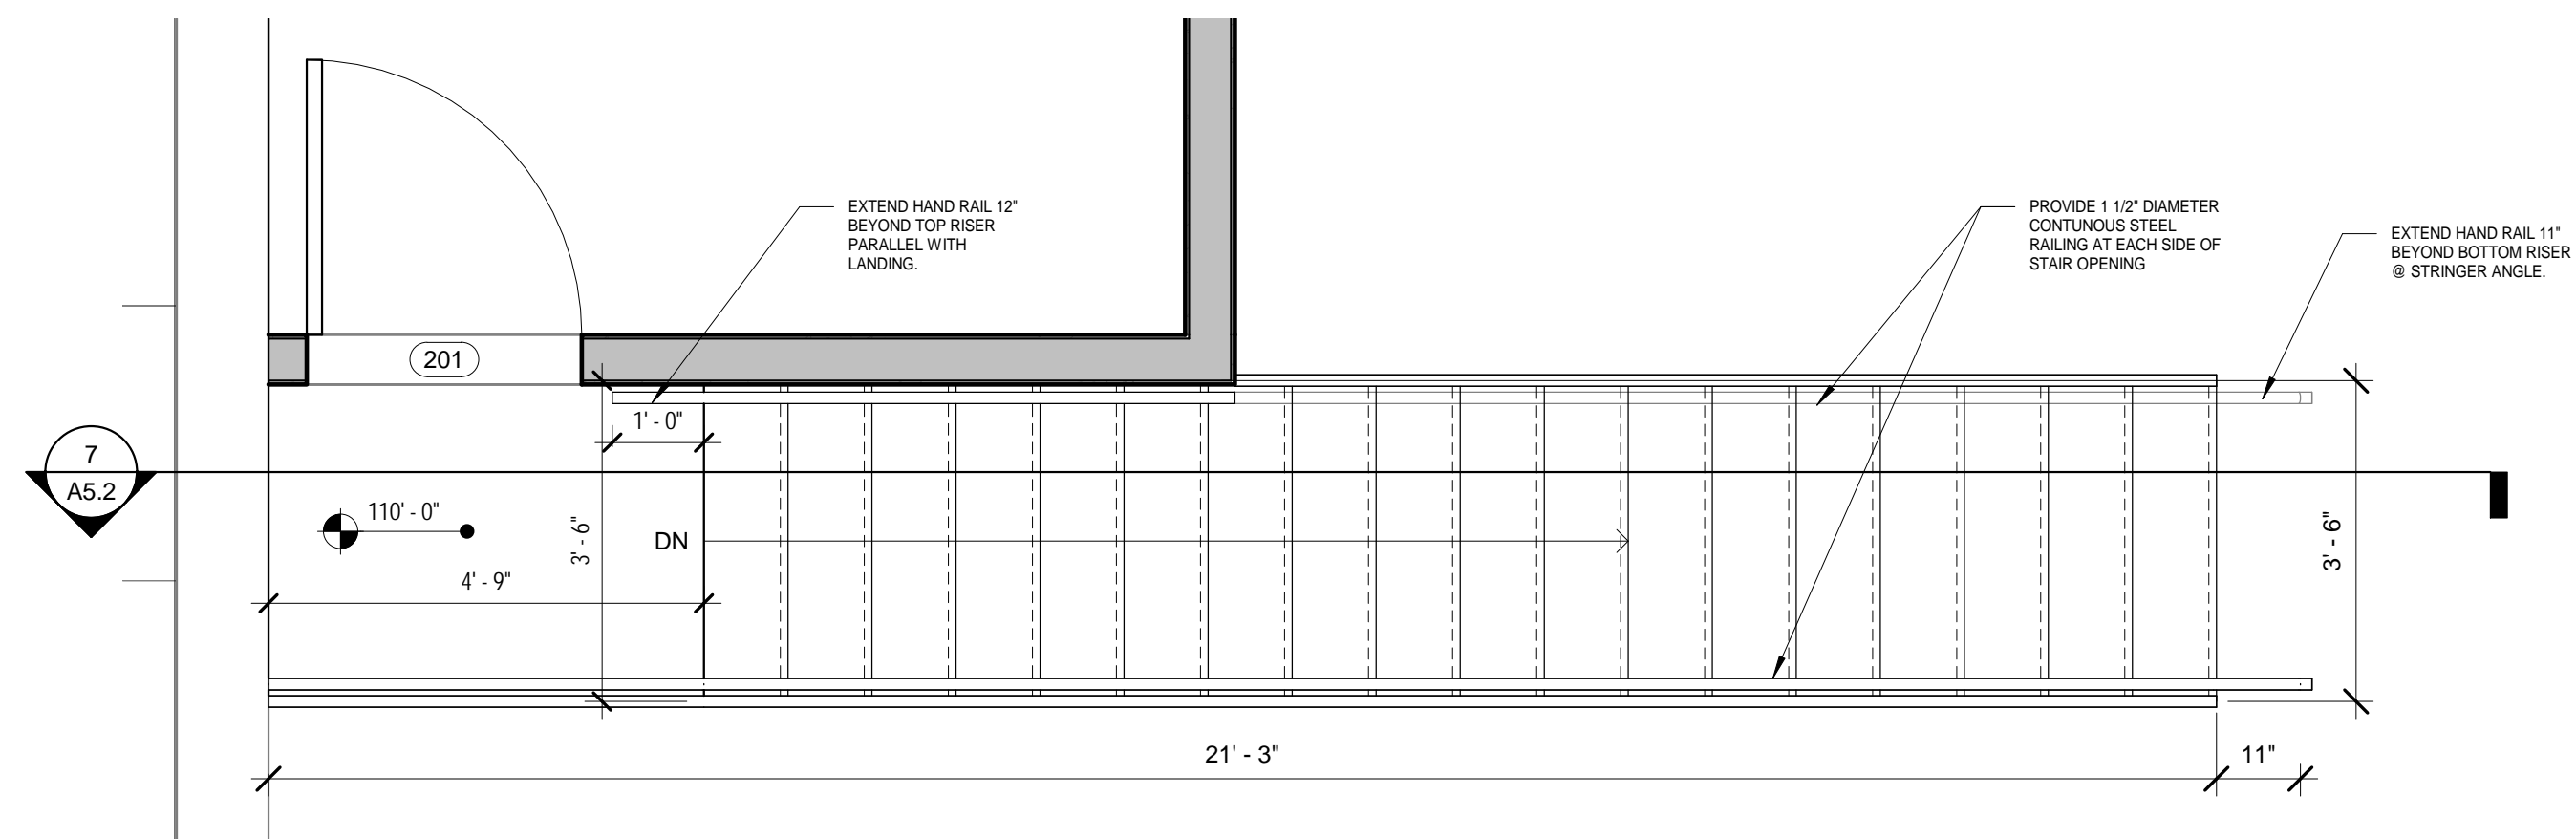 EXTEND HAND RAIL 12"
BEYOND TOP RISER
PARALLEL WITH
LANDING.
PROVIDE 1 1/2" DIAMETER
CONTUNOUS STEEL
RAILING AT EACH SIDE OF
STAIR OPENING
EXTEND HAND RAIL 11"
BEYOND BOTTOM RISER
@ STRINGER ANGLE.
201
1' - 0"
7
A5.2
110' - 0"
3' - 6"
DN
3' - 6"
4' - 9"
21' - 3"
11"